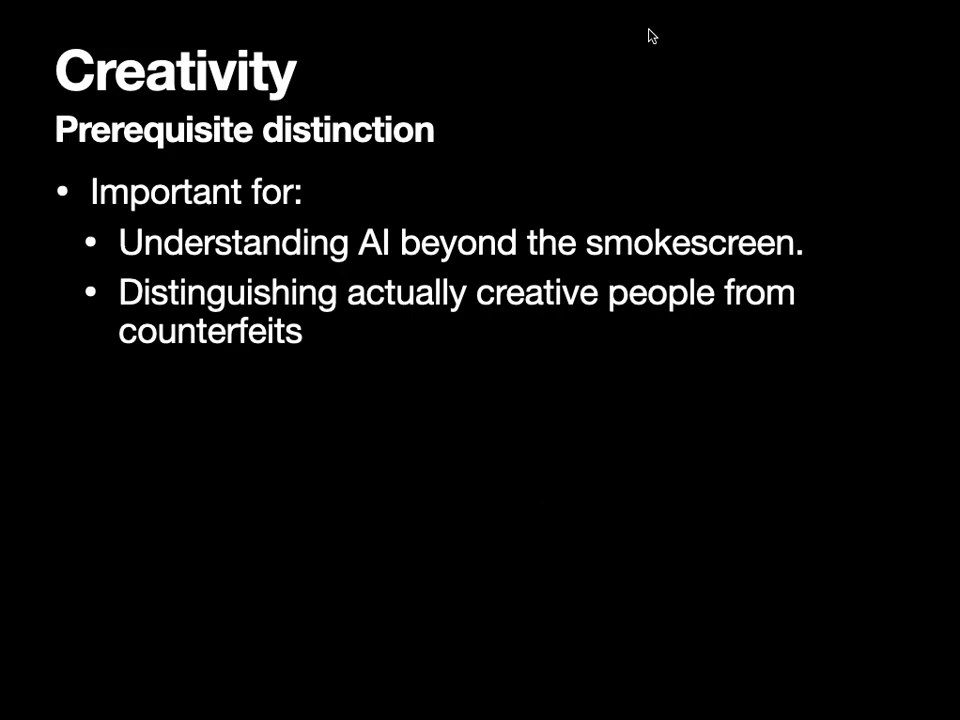 Creativity
Prerequisite distinction
• Important for:
• Understanding AI beyond the smokescreen.
• Distinguishing actually creative people from
counterfeits